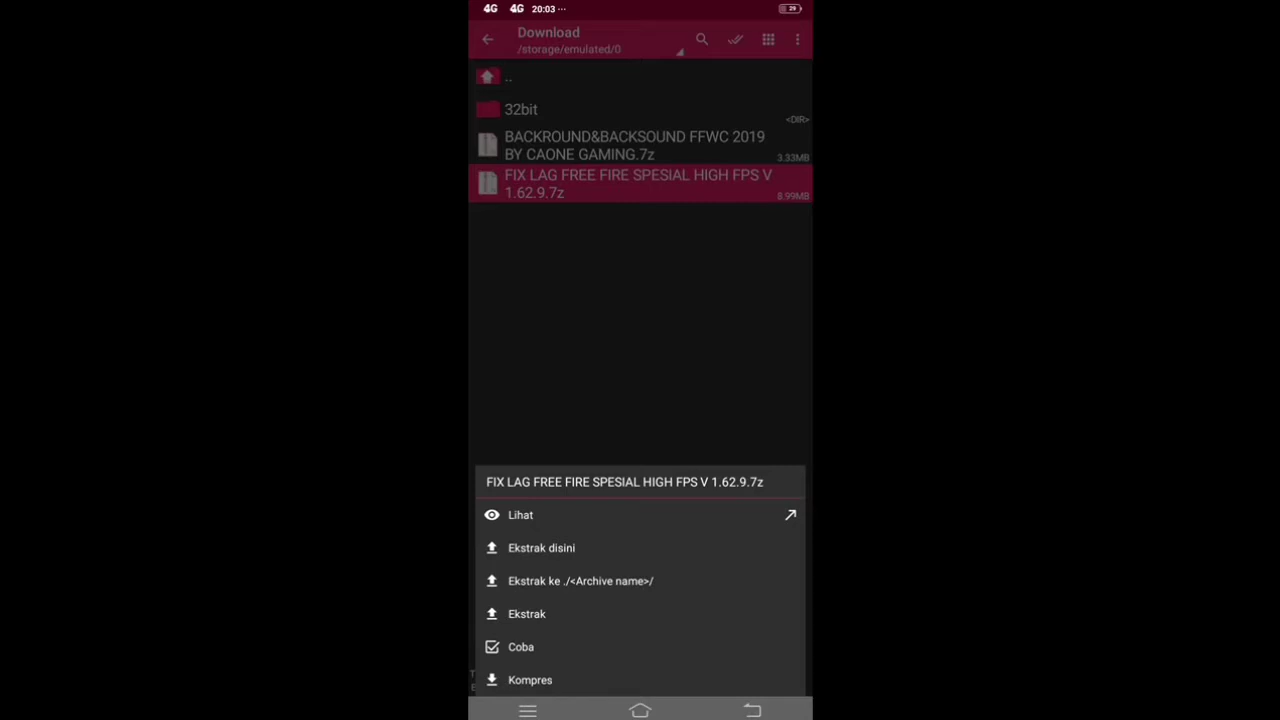 4G 4G 20:03 ... 29
Download
/storage/emulated/0
..
32bit
<DIR>
BACKROUND&BACKSOUND FFWC 2019
BY CAONE GAMING.7z
3.33MB
FIX LAG FREE FIRE SPESIAL HIGH FPS V
1.62.9.7z
8.99MB
FIX LAG FREE FIRE SPESIAL HIGH FPS V 1.62.9.7z
Lihat
Ekstrak disini
Ekstrak ke ./<Archive name>/
Ekstrak
Coba
Kompres